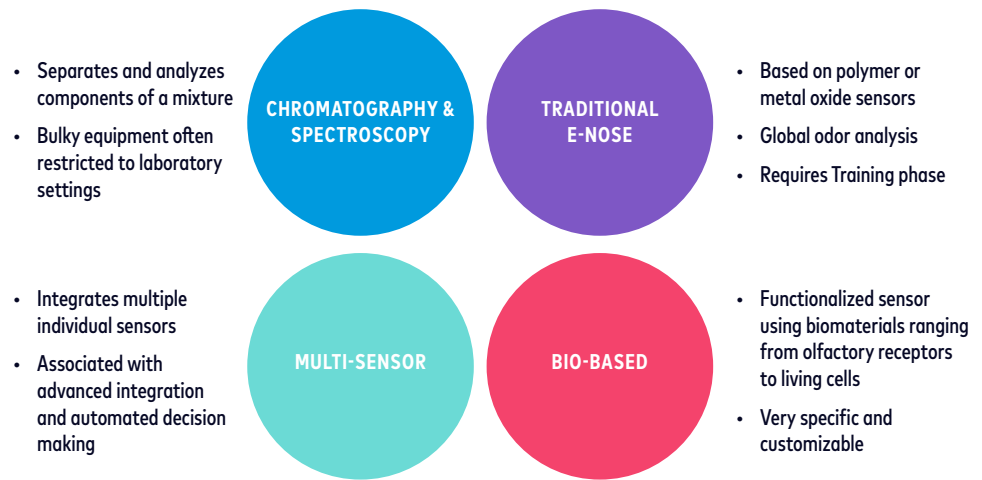 • Separates and analyzes
components of a mixture
• Bulky equipment often
restricted to laboratory
settings
CHROMATOGRAPHY &
SPECTROSCOPY
TRADITIONAL
E-NOSE
• Based on polymer or
metal oxide sensors
• Global odor analysis
• Requires Training phase
• Integrates multiple
individual sensors
• Associated with
advanced integration
and automated decision
making
MULTI-SENSOR
BIO-BASED
• Functionalized sensor
using biomaterials ranging
from olfactory receptors
to living cells
• Very specific and
customizable